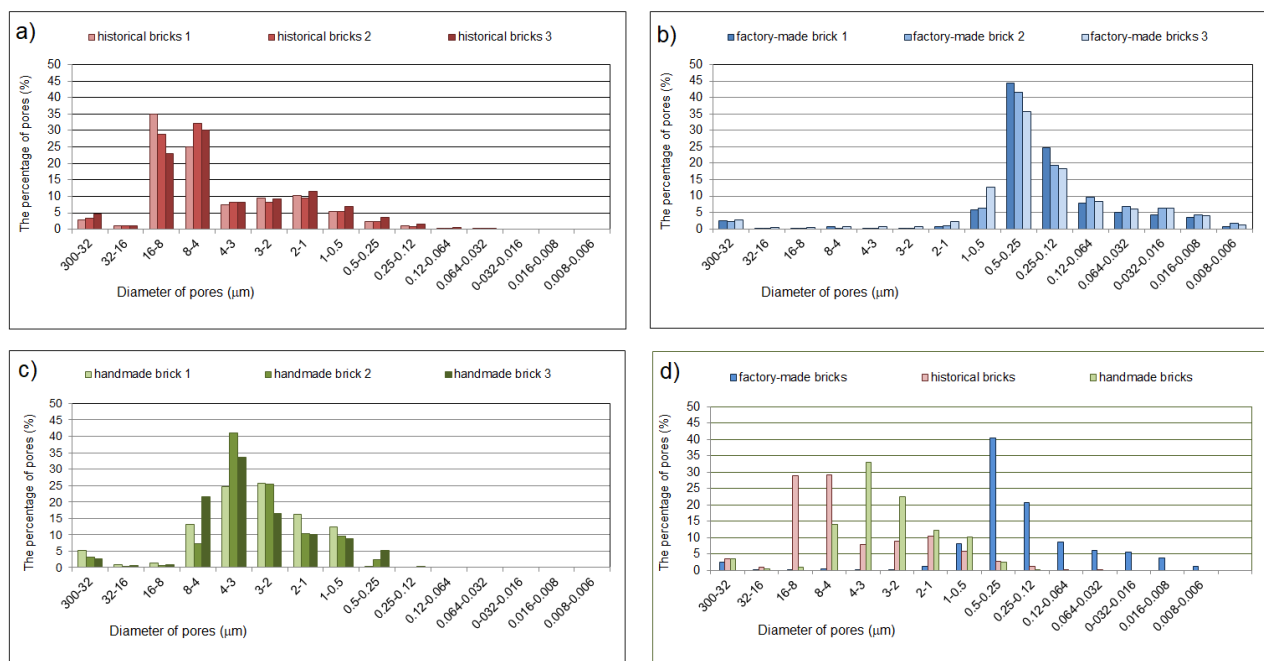 a)
historical bricks 1 historical bricks 2 historical bricks 3
The percentage of pores (%)
50
45
40
35
30
25
20
15
10
5
0
300-32 32-16 16-8 8-4 4-3 3-2 2-1 1-0.5 0.5-0.25 0.25-0.12 0.12-0.064 0.064-0.032 0-032-0.016 0.016-0.008 0.008-0.006
Diameter of pores (μm)
b)
factory-made brick 1 factory-made brick 2 factory-made bricks 3
The percentage of pores (%)
50
45
40
35
30
25
20
15
10
5
0
300-32 32-16 16-8 8-4 4-3 3-2 2-1 1-0.5 0.5-0.25 0.25-0.12 0.12-0.064 0.064-0.032 0-032-0.016 0.016-0.008 0.008-0.006
Diameter of pores (μm)
c)
handmade brick 1 handmade brick 2 handmade brick 3
The percentage of pores (%)
50
45
40
35
30
25
20
15
10
5
0
300-32 32-16 16-8 8-4 4-3 3-2 2-1 1-0.5 0.5-0.25 0.25-0.12 0.12-0.064 0.064-0.032 0-032-0.016 0.016-0.008 0.008-0.006
Diameter of pores (μm)
d)
factory-made bricks historical bricks handmade bricks
The percentage of pores (%)
50
45
40
35
30
25
20
15
10
5
0
300-32 32-16 16-8 8-4 4-3 3-2 2-1 1-0.5 0.5-0.25 0.25-0.12 0.12-0.064 0.064-0.032 0-032-0.016 0.016-0.008 0.008-0.006
Diameter of pores (μm)